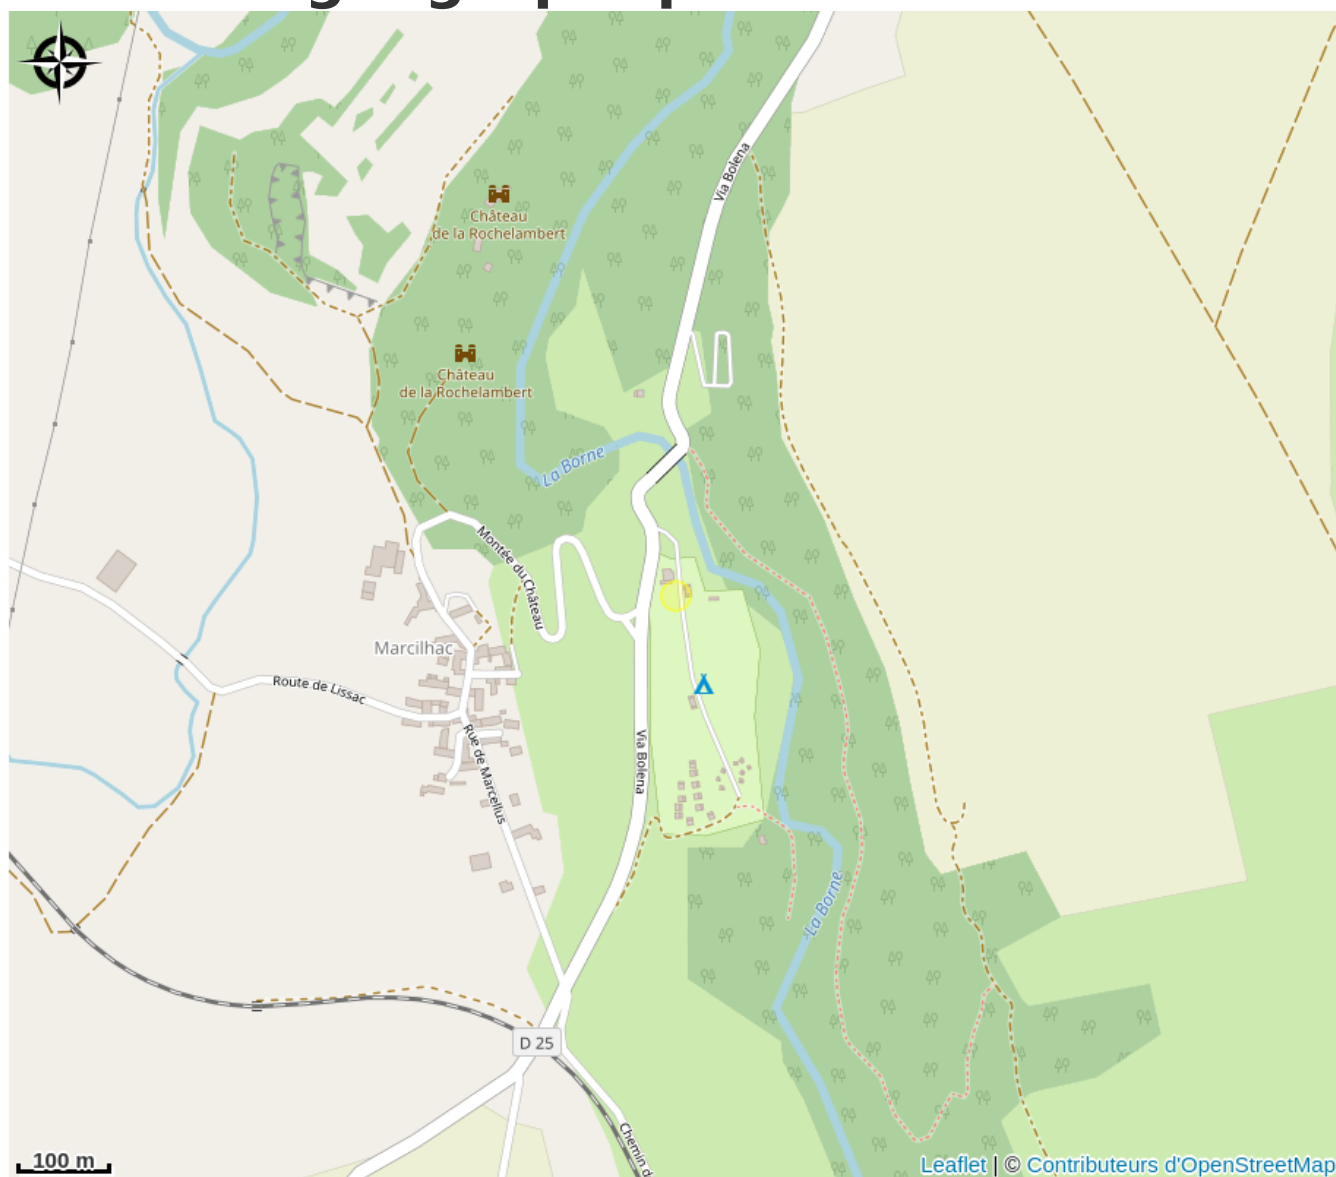 Via Bolena
Château
de la Rochelambert
Château
de la Rochelambert
La Borne
Montée du Château
Marcilhac
Route de Lissac
Rue de Marcellus
Via Bolena
La Borne
D 25
Chemin d
100 m
Leaflet | © Contributeurs d'OpenStreetMap